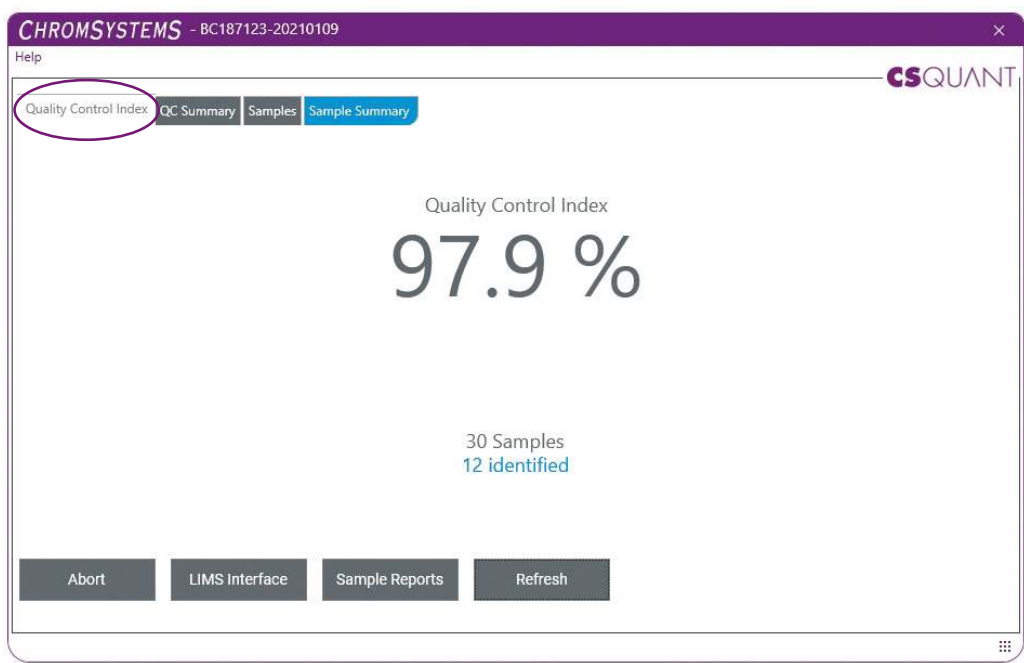 CHROMSYSTEMS - BC187123-20210109
Help
CSQUANT
Quality Control Index QC Summary Samples Sample Summary
Quality Control Index
97.9 %
30 Samples
12 identified
Abort LIMS Interface Sample Reports Refresh